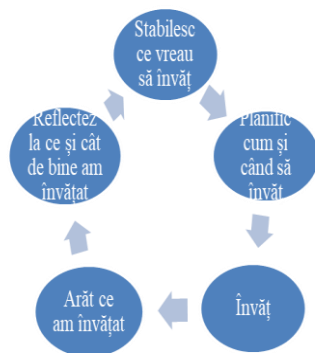 Stabilesc
ce vreau
să învăț
Planific
cum și
când să
învăț
Învăț
Arăt ce
am învățat
Reflectez
la ce și cât
de bine am
învățat